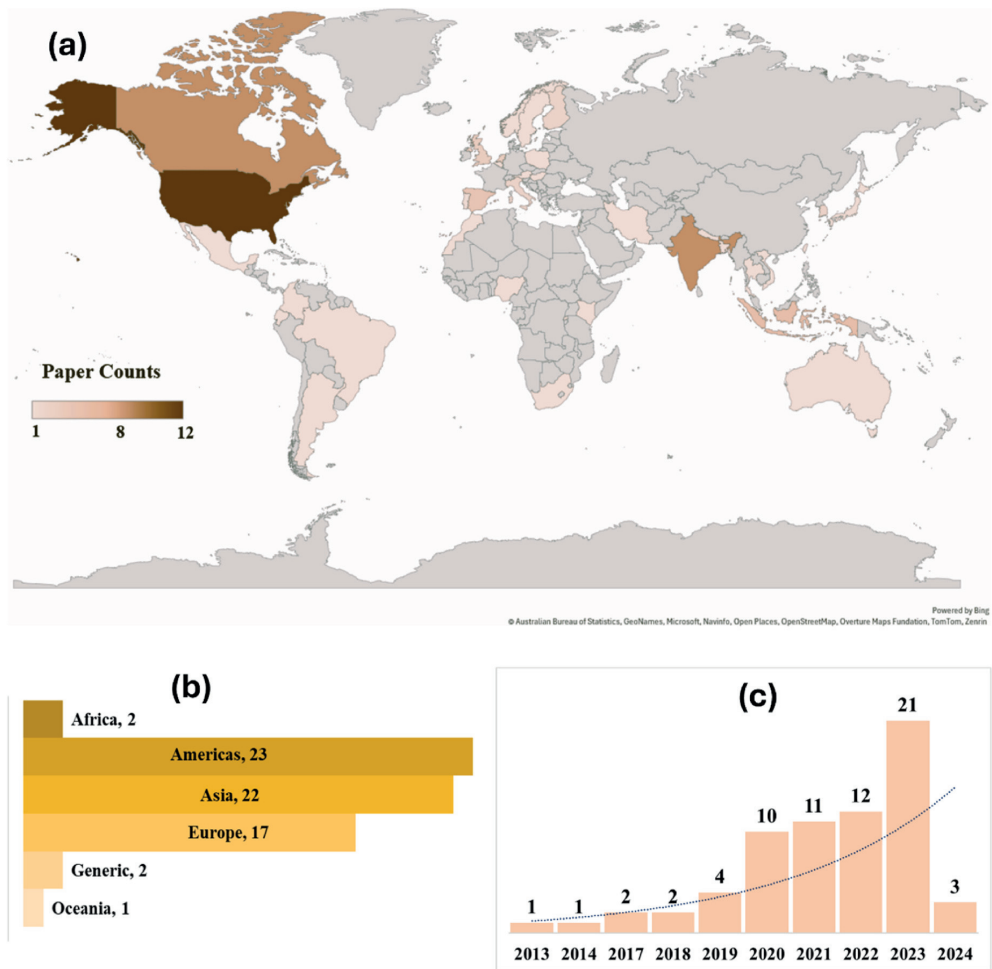 (a)
Paper Counts
1 8 12
Powered by Bing
© Australian Bureau of Statistics, GeoNames, Microsoft, Navinfo, Open Places, OpenStreetMap, Overture Maps Fundation, TomTom, Zenrin
(b)
Africa, 2
Americas, 23
Asia, 22
Europe, 17
Generic, 2
Oceania, 1
(c)
1 1 2 2 4 10 11 12 21 3
2013 2014 2017 2018 2019 2020 2021 2022 2023 2024